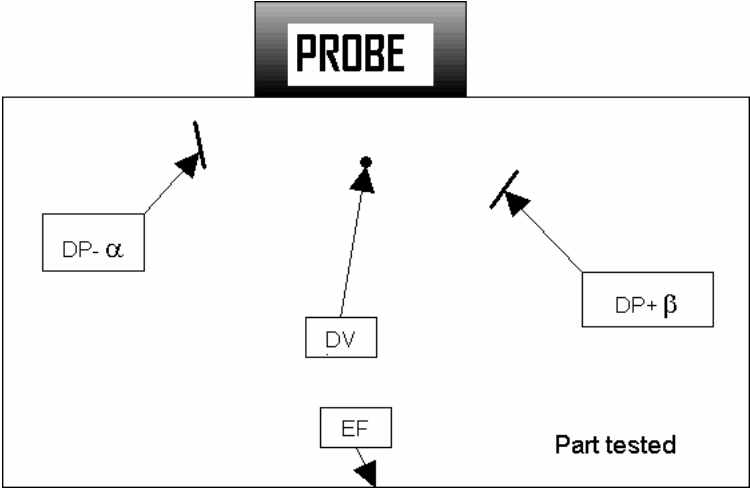 PROBE
DP- α
DP+ β
DV
EF
Part tested